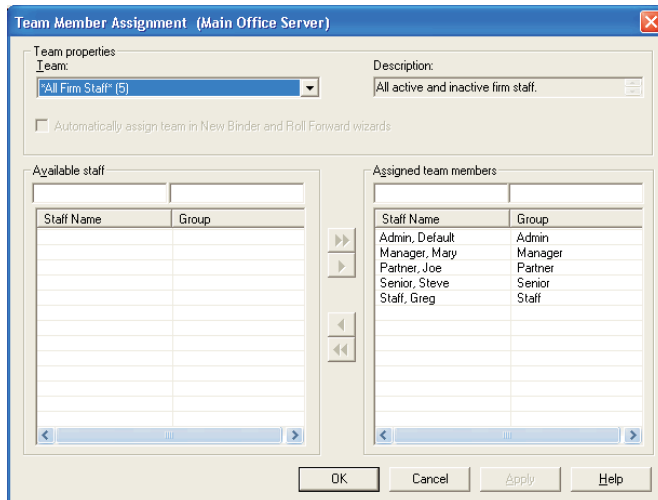 Team Member Assignment (Main Office Server)
Team properties
Team:
Description:
*All Firm Staff* (5)
All active and inactive firm staff.
Automatically assign team in New Binder and Roll Forward wizards
Available staff
Assigned team members
Staff Name Group
Staff Name Group
Admin, Default Admin
Manager, Mary Manager
Partner, Joe Partner
Senior, Steve Senior
Staff, Greg Staff
OK Cancel Apply Help